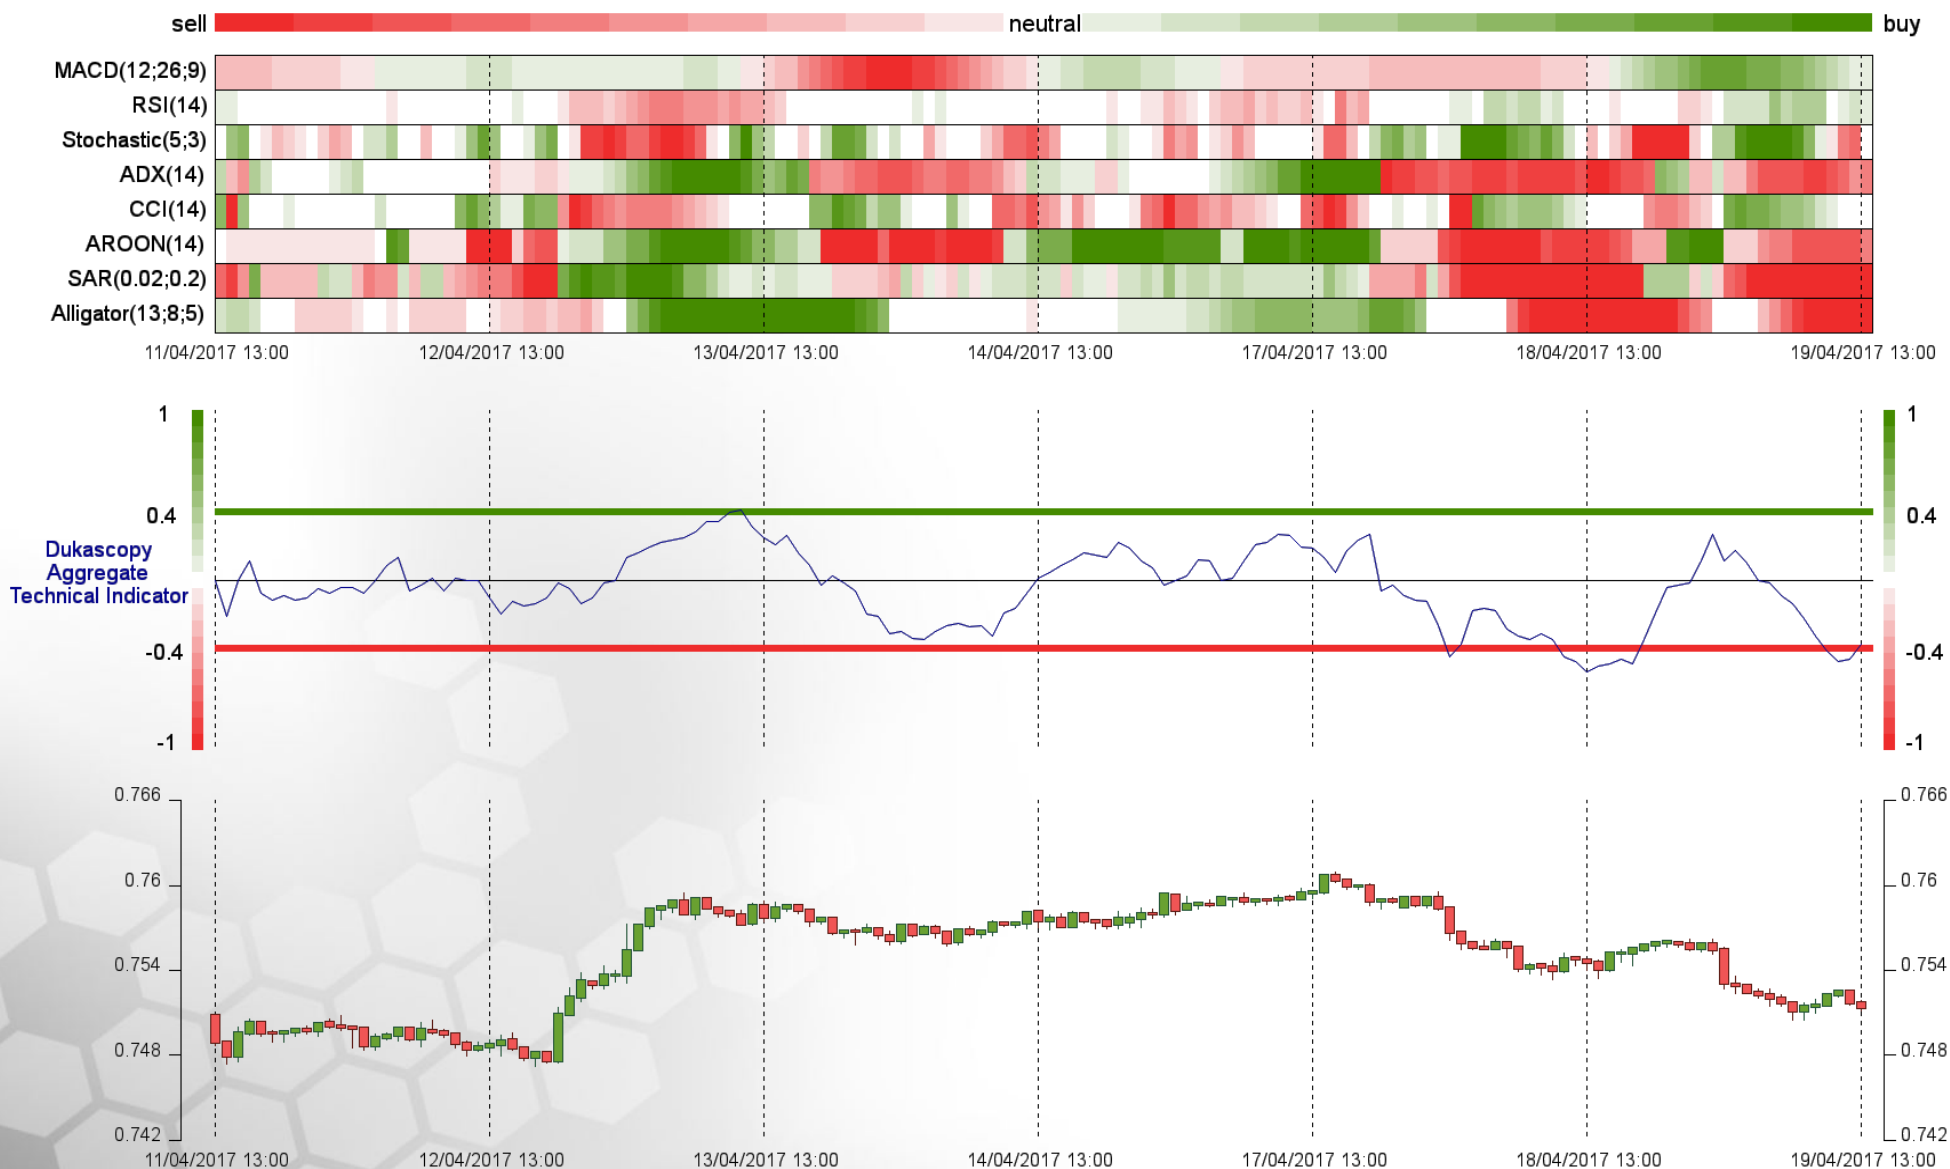 sell neutral buy
MACD(12;26;9)
RSI(14)
Stochastic(5;3)
ADX(14)
CCI(14)
AROON(14)
SAR(0.02;0.2)
Alligator(13;8;5)
11/04/2017 13:00 12/04/2017 13:00 13/04/2017 13:00 14/04/2017 13:00 17/04/2017 13:00 18/04/2017 13:00 19/04/2017 13:00
1 1
0.4 0.4
Dukascopy
Aggregate
Technical Indicator
-0.4 -0.4
-1 -1
0.766 0.766
0.76 0.76
0.754 0.754
0.748 0.748
0.742 0.742
11/04/2017 13:00 12/04/2017 13:00 13/04/2017 13:00 14/04/2017 13:00 17/04/2017 13:00 18/04/2017 13:00 19/04/2017 13:00